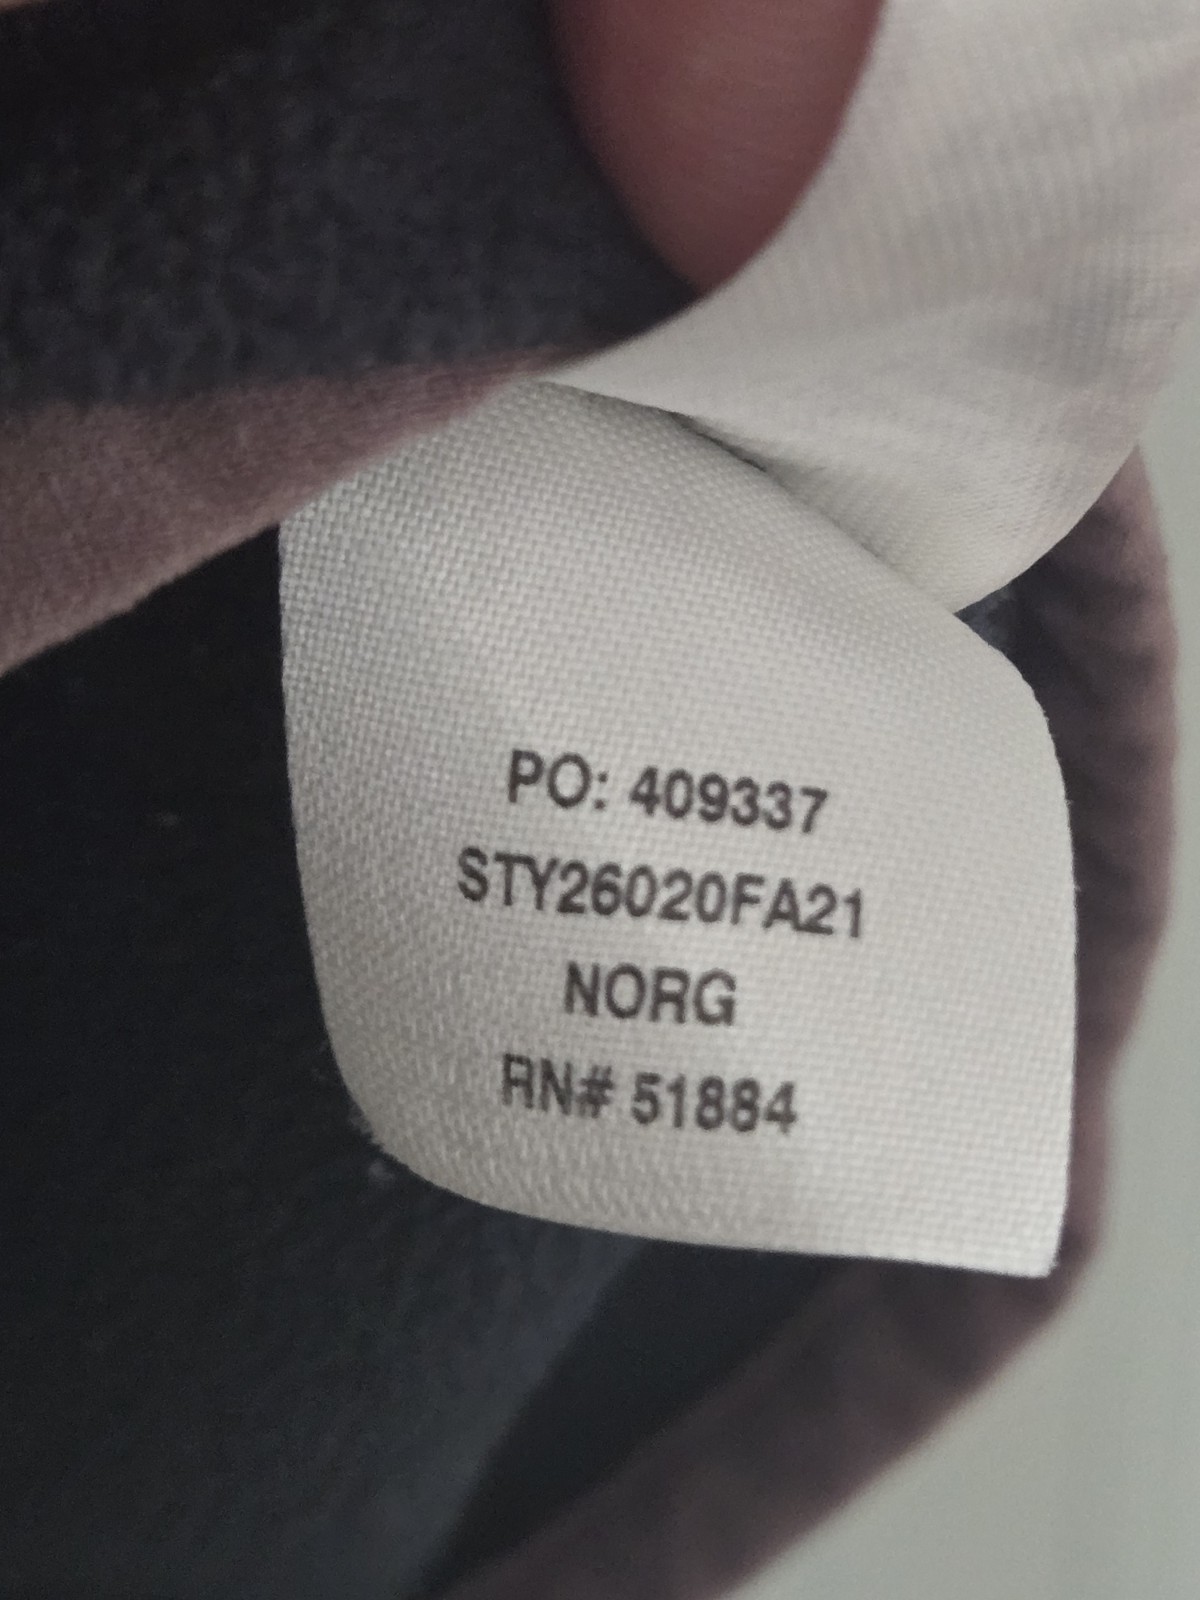 PO: 409337
STY26020FA21
NORG
RN# 51884